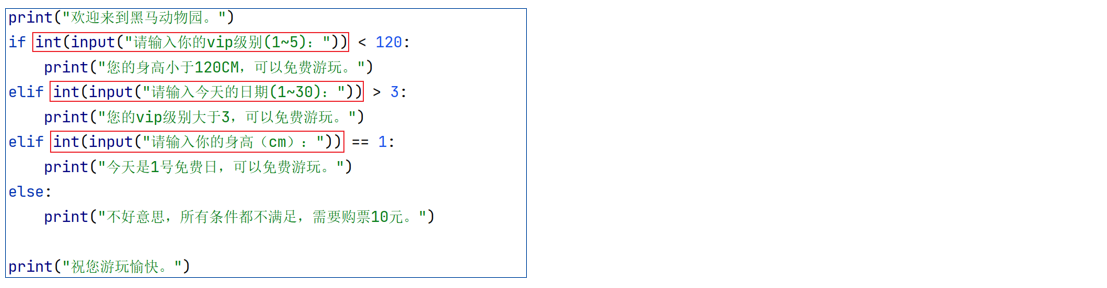 print("欢迎来到黑马动物园。")
if int(input("请输入你的vip级别(1~5)：")) < 120:
    print("您的身高小于120CM，可以免费游玩。")
elif int(input("请输入今天的日期(1~30)：")) > 3:
    print("您的vip级别大于3，可以免费游玩。")
elif int(input("请输入你的身高（cm）：")) == 1:
    print("今天是1号免费日，可以免费游玩。")
else:
    print("不好意思，所有条件都不满足，需要购票10元。")
print("祝您游玩愉快。")